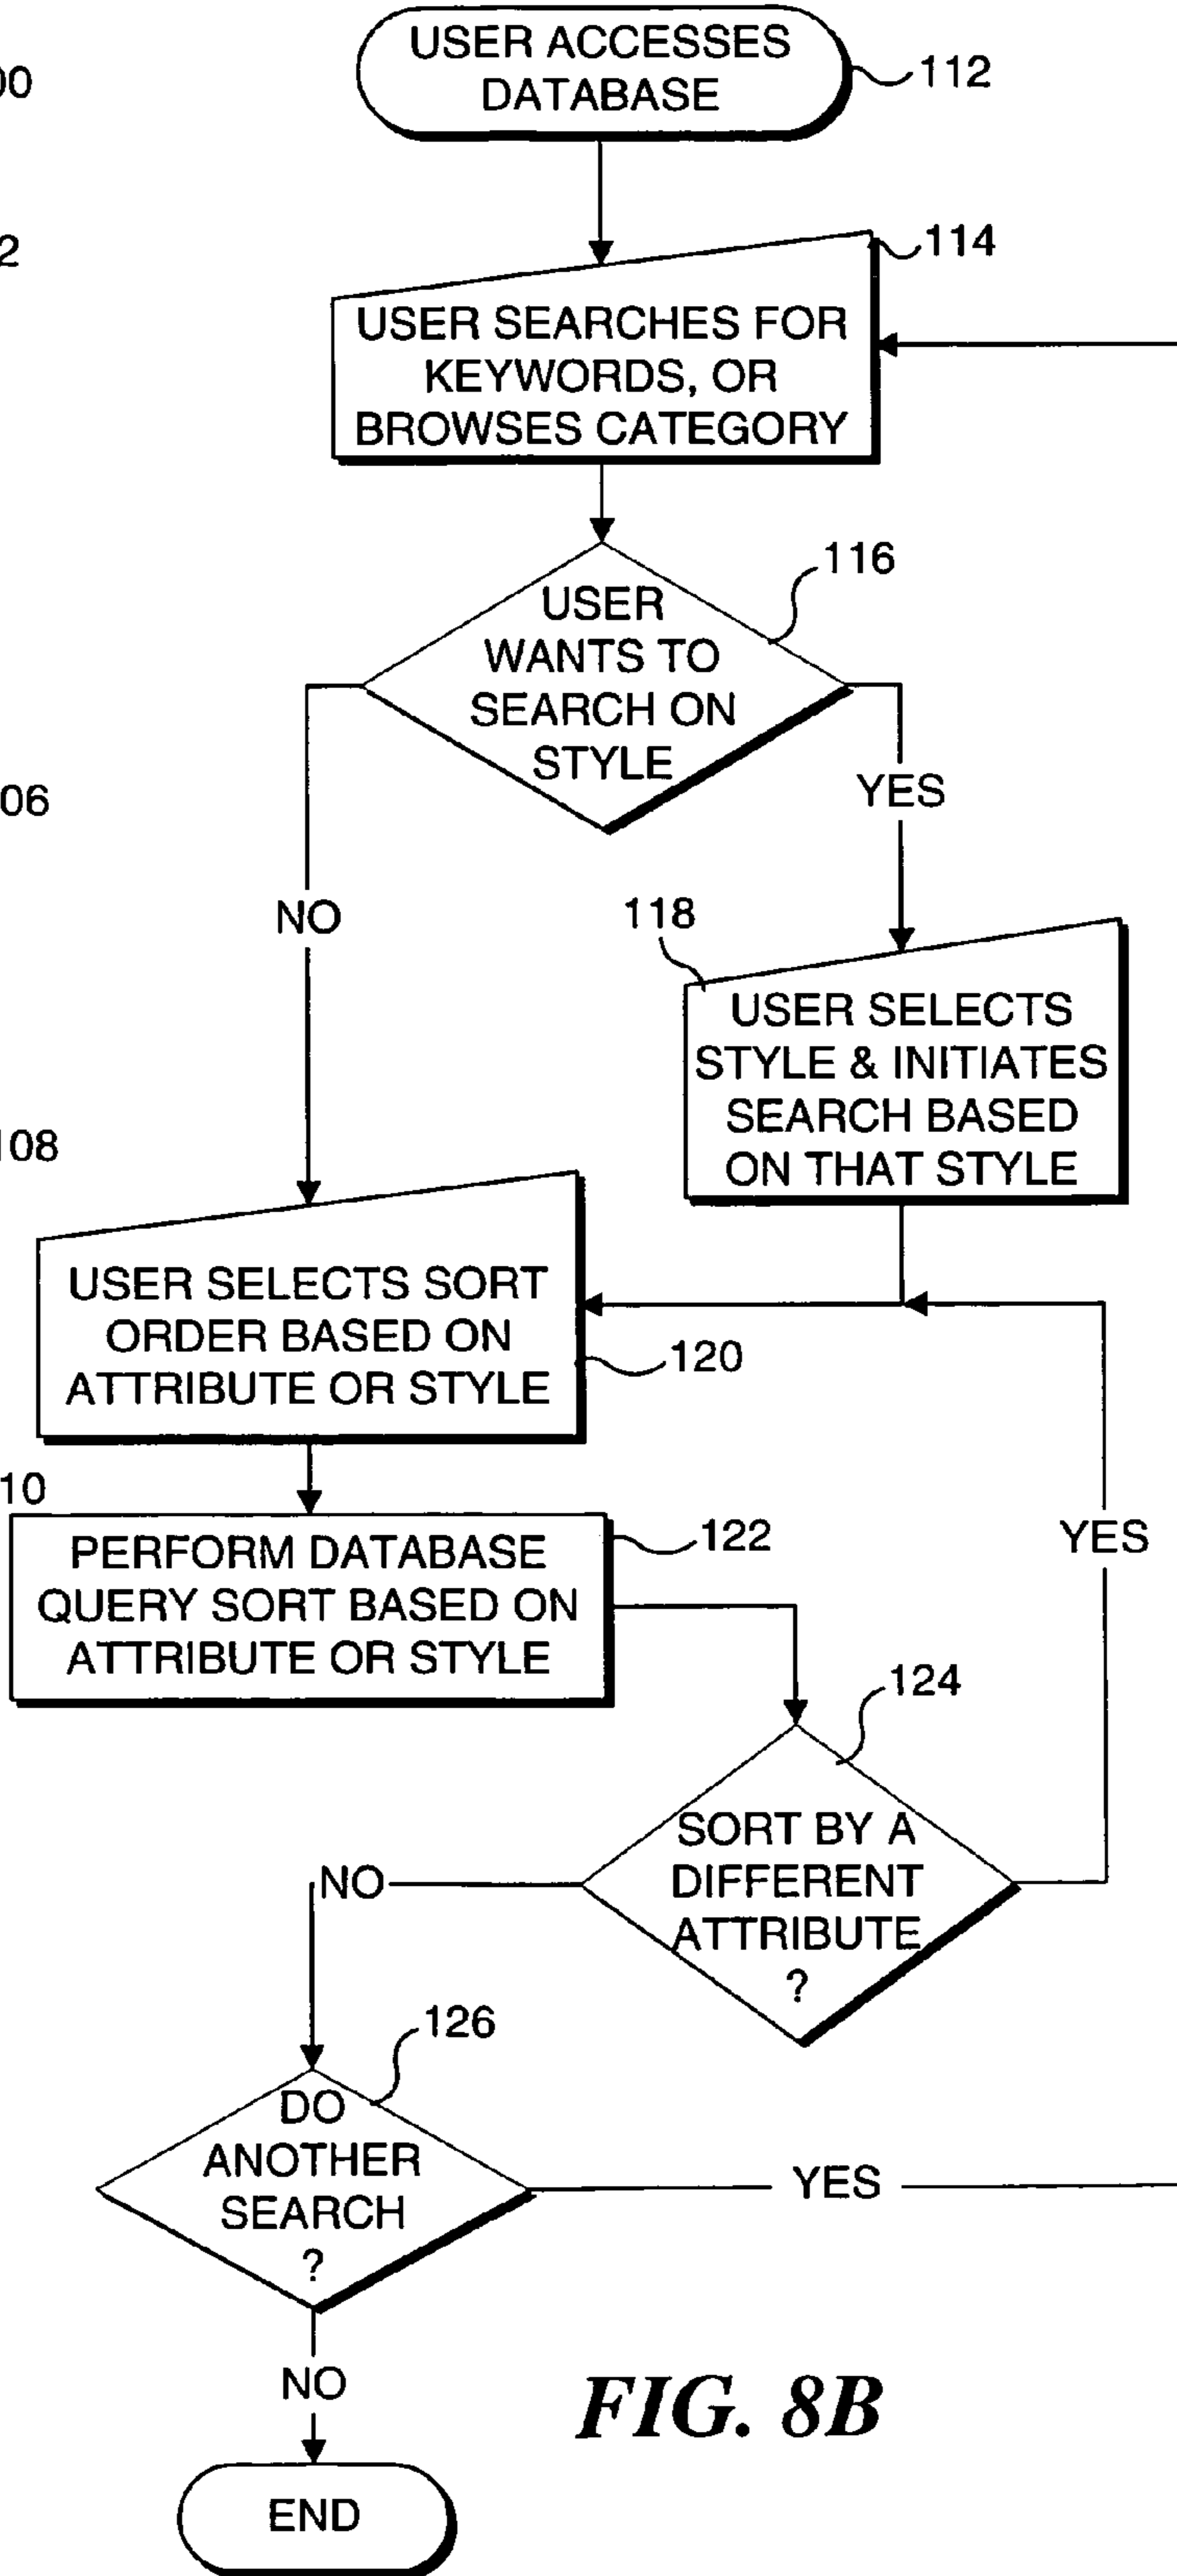 USER ACCESSES
DATABASE
112
00
2
114
USER SEARCHES FOR
KEYWORDS, OR
BROWSES CATEGORY
116
USER
WANTS TO
SEARCH ON
STYLE
YES
06
NO
118
USER SELECTS
STYLE & INITIATES
SEARCH BASED
ON THAT STYLE
108
USER SELECTS SORT
ORDER BASED ON
ATTRIBUTE OR STYLE
120
10
PERFORM DATABASE
QUERY SORT BASED ON
ATTRIBUTE OR STYLE
122
YES
124
SORT BY A
DIFFERENT
ATTRIBUTE
?
NO
126
DO
ANOTHER
SEARCH
?
YES
NO
FIG. 8B
END